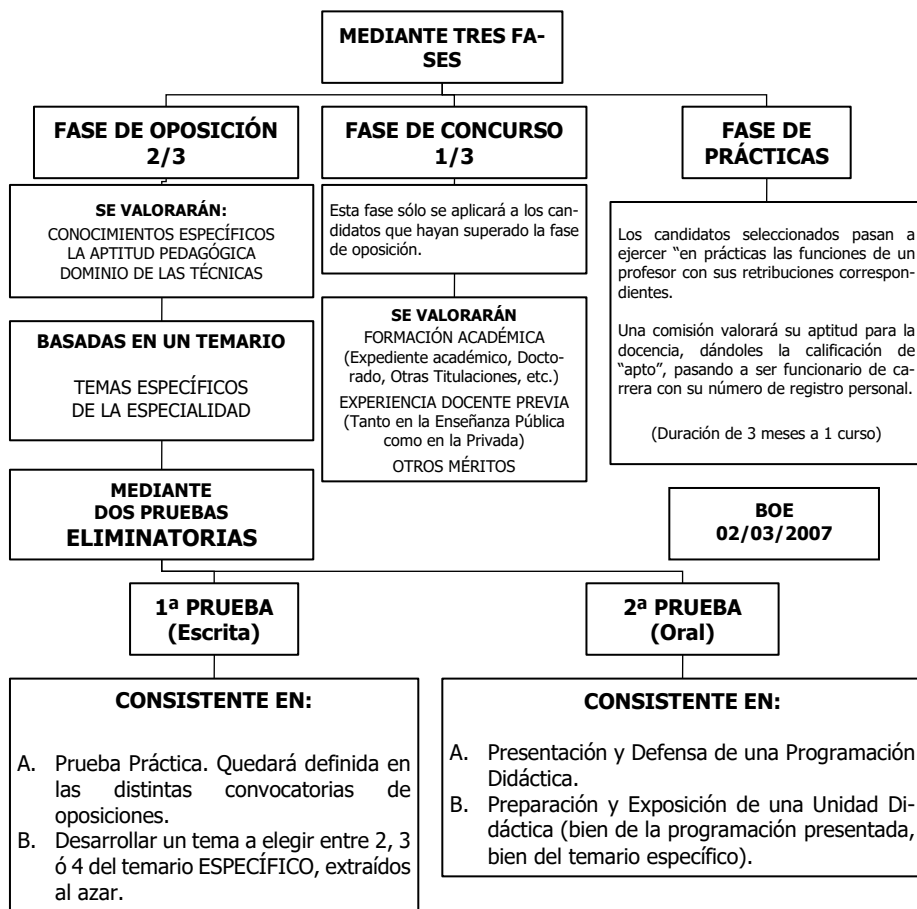 MEDIANTE TRES FA-
SES
FASE DE OPOSICIÓN
2/3
SE VALORARÁN:
CONOCIMIENTOS ESPECÍFICOS
LA APTITUD PEDAGÓGICA
DOMINIO DE LAS TÉCNICAS
BASADAS EN UN TEMARIO
TEMAS ESPECÍFICOS
DE LA ESPECIALIDAD
MEDIANTE
DOS PRUEBAS
ELIMINATORIAS
FASE DE CONCURSO
1/3
Esta fase sólo se aplicará a los can-
didatos que hayan superado la fase
de oposición.
SE VALORARÁN
FORMACIÓN ACADÉMICA
(Expediente académico, Docto-
rado, Otras Titulaciones, etc.)
EXPERIENCIA DOCENTE PREVIA
(Tanto en la Enseñanza Pública
como en la Privada)
OTROS MÉRITOS
FASE DE
PRÁCTICAS
Los candidatos seleccionados pasan a
ejercer “en prácticas las funciones de un
profesor con sus retribuciones correspon-
dientes.
Una comisión valorará su aptitud para la
docencia, dándoles la calificación de
“apto”, pasando a ser funcionario de ca-
rrera con su número de registro personal.
(Duración de 3 meses a 1 curso)
BOE
02/03/2007
1ª PRUEBA
(Escrita)
CONSISTENTE EN:
A. Prueba Práctica. Quedará definida en
las distintas convocatorias de
oposiciones.
B. Desarrollar un tema a elegir entre 2, 3
ó 4 del temario ESPECÍFICO, extraídos
al azar.
2ª PRUEBA
(Oral)
CONSISTENTE EN:
A. Presentación y Defensa de una Programación
Didáctica.
B. Preparación y Exposición de una Unidad Di-
dáctica (bien de la programación presentada,
bien del temario específico).